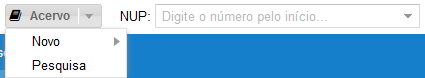 Acervo NUP: Digite o número pelo início...
Novo
Pesquisa